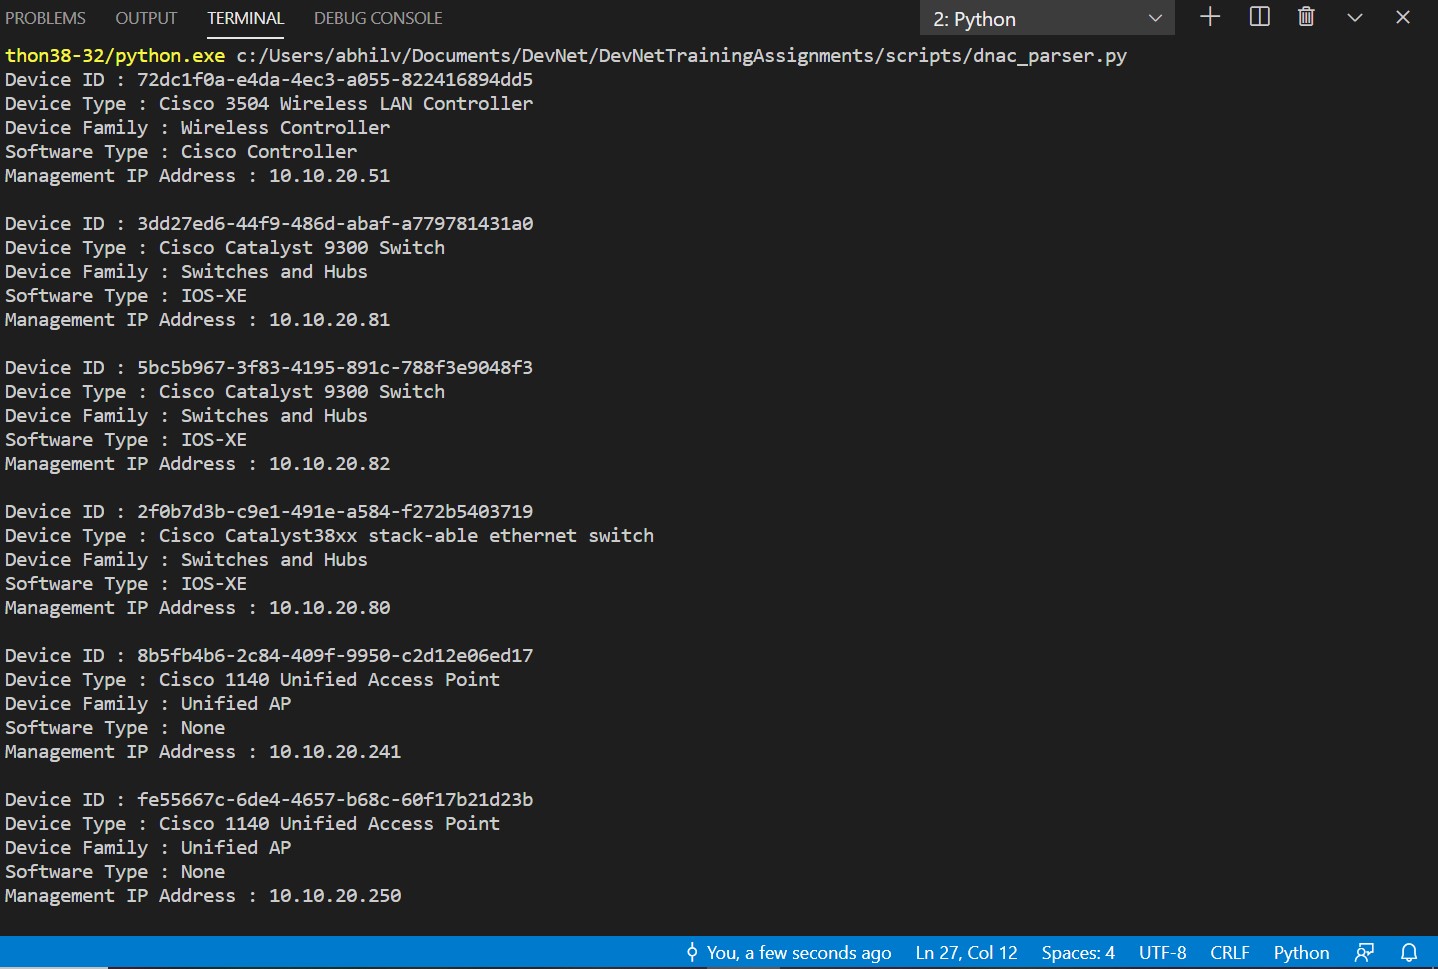 PROBLEMS OUTPUT TERMINAL DEBUG CONSOLE 2: Python
thon38-32/python.exe c:/Users/abhilv/Documents/DevNet/DevNetTrainingAssignments/scripts/dnac_parser.py
Device ID : 72dc1f0a-e4da-4ec3-a055-822416894dd5
Device Type : Cisco 3504 Wireless LAN Controller
Device Family : Wireless Controller
Software Type : Cisco Controller
Management IP Address : 10.10.20.51
Device ID : 3dd27ed6-44f9-486d-abaf-a779781431a0
Device Type : Cisco Catalyst 9300 Switch
Device Family : Switches and Hubs
Software Type : IOS-XE
Management IP Address : 10.10.20.81
Device ID : 5bc5b967-3f83-4195-891c-788f3e9048f3
Device Type : Cisco Catalyst 9300 Switch
Device Family : Switches and Hubs
Software Type : IOS-XE
Management IP Address : 10.10.20.82
Device ID : 2f0b7d3b-c9e1-491e-a584-f272b5403719
Device Type : Cisco Catalyst38xx stack-able ethernet switch
Device Family : Switches and Hubs
Software Type : IOS-XE
Management IP Address : 10.10.20.80
Device ID : 8b5fb4b6-2c84-409f-9950-c2d12e06ed17
Device Type : Cisco 1140 Unified Access Point
Device Family : Unified AP
Software Type : None
Management IP Address : 10.10.20.241
Device ID : fe55667c-6de4-4657-b68c-60f17b21d23b
Device Type : Cisco 1140 Unified Access Point
Device Family : Unified AP
Software Type : None
Management IP Address : 10.10.20.250
You, a few seconds ago Ln 27, Col 12 Spaces: 4 UTF-8 CRLF Python